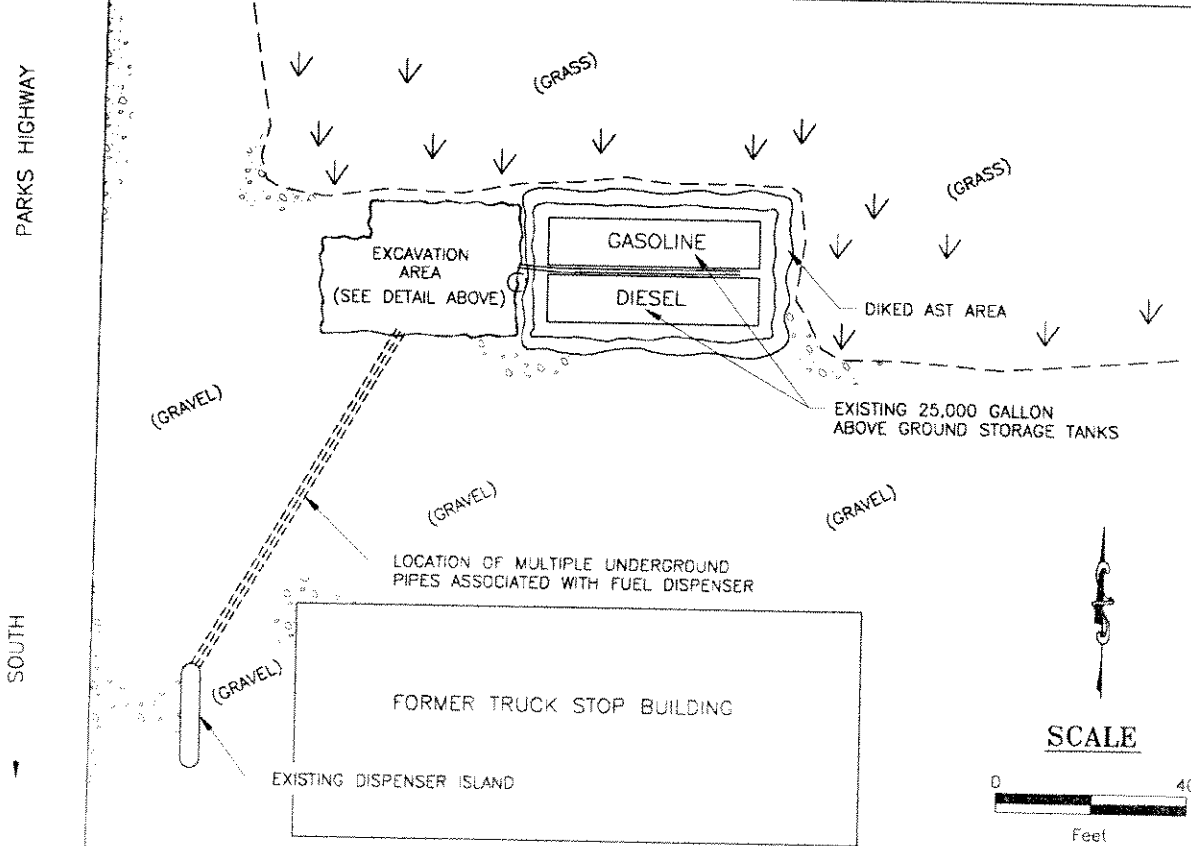 PARKS HIGHWAY
SOUTH
(GRASS)
(GRASS)
EXCAVATION
AREA
(SEE DETAIL ABOVE)
GASOLINE
DIESEL
DIKED AST AREA
EXISTING 25,000 GALLON
ABOVE GROUND STORAGE TANKS
(GRAVEL)
(GRAVEL)
(GRAVEL)
LOCATION OF MULTIPLE UNDERGROUND
PIPES ASSOCIATED WITH FUEL DISPENSER
(GRAVEL)
FORMER TRUCK STOP BUILDING
EXISTING DISPENSER ISLAND
SCALE
0 40
Feet